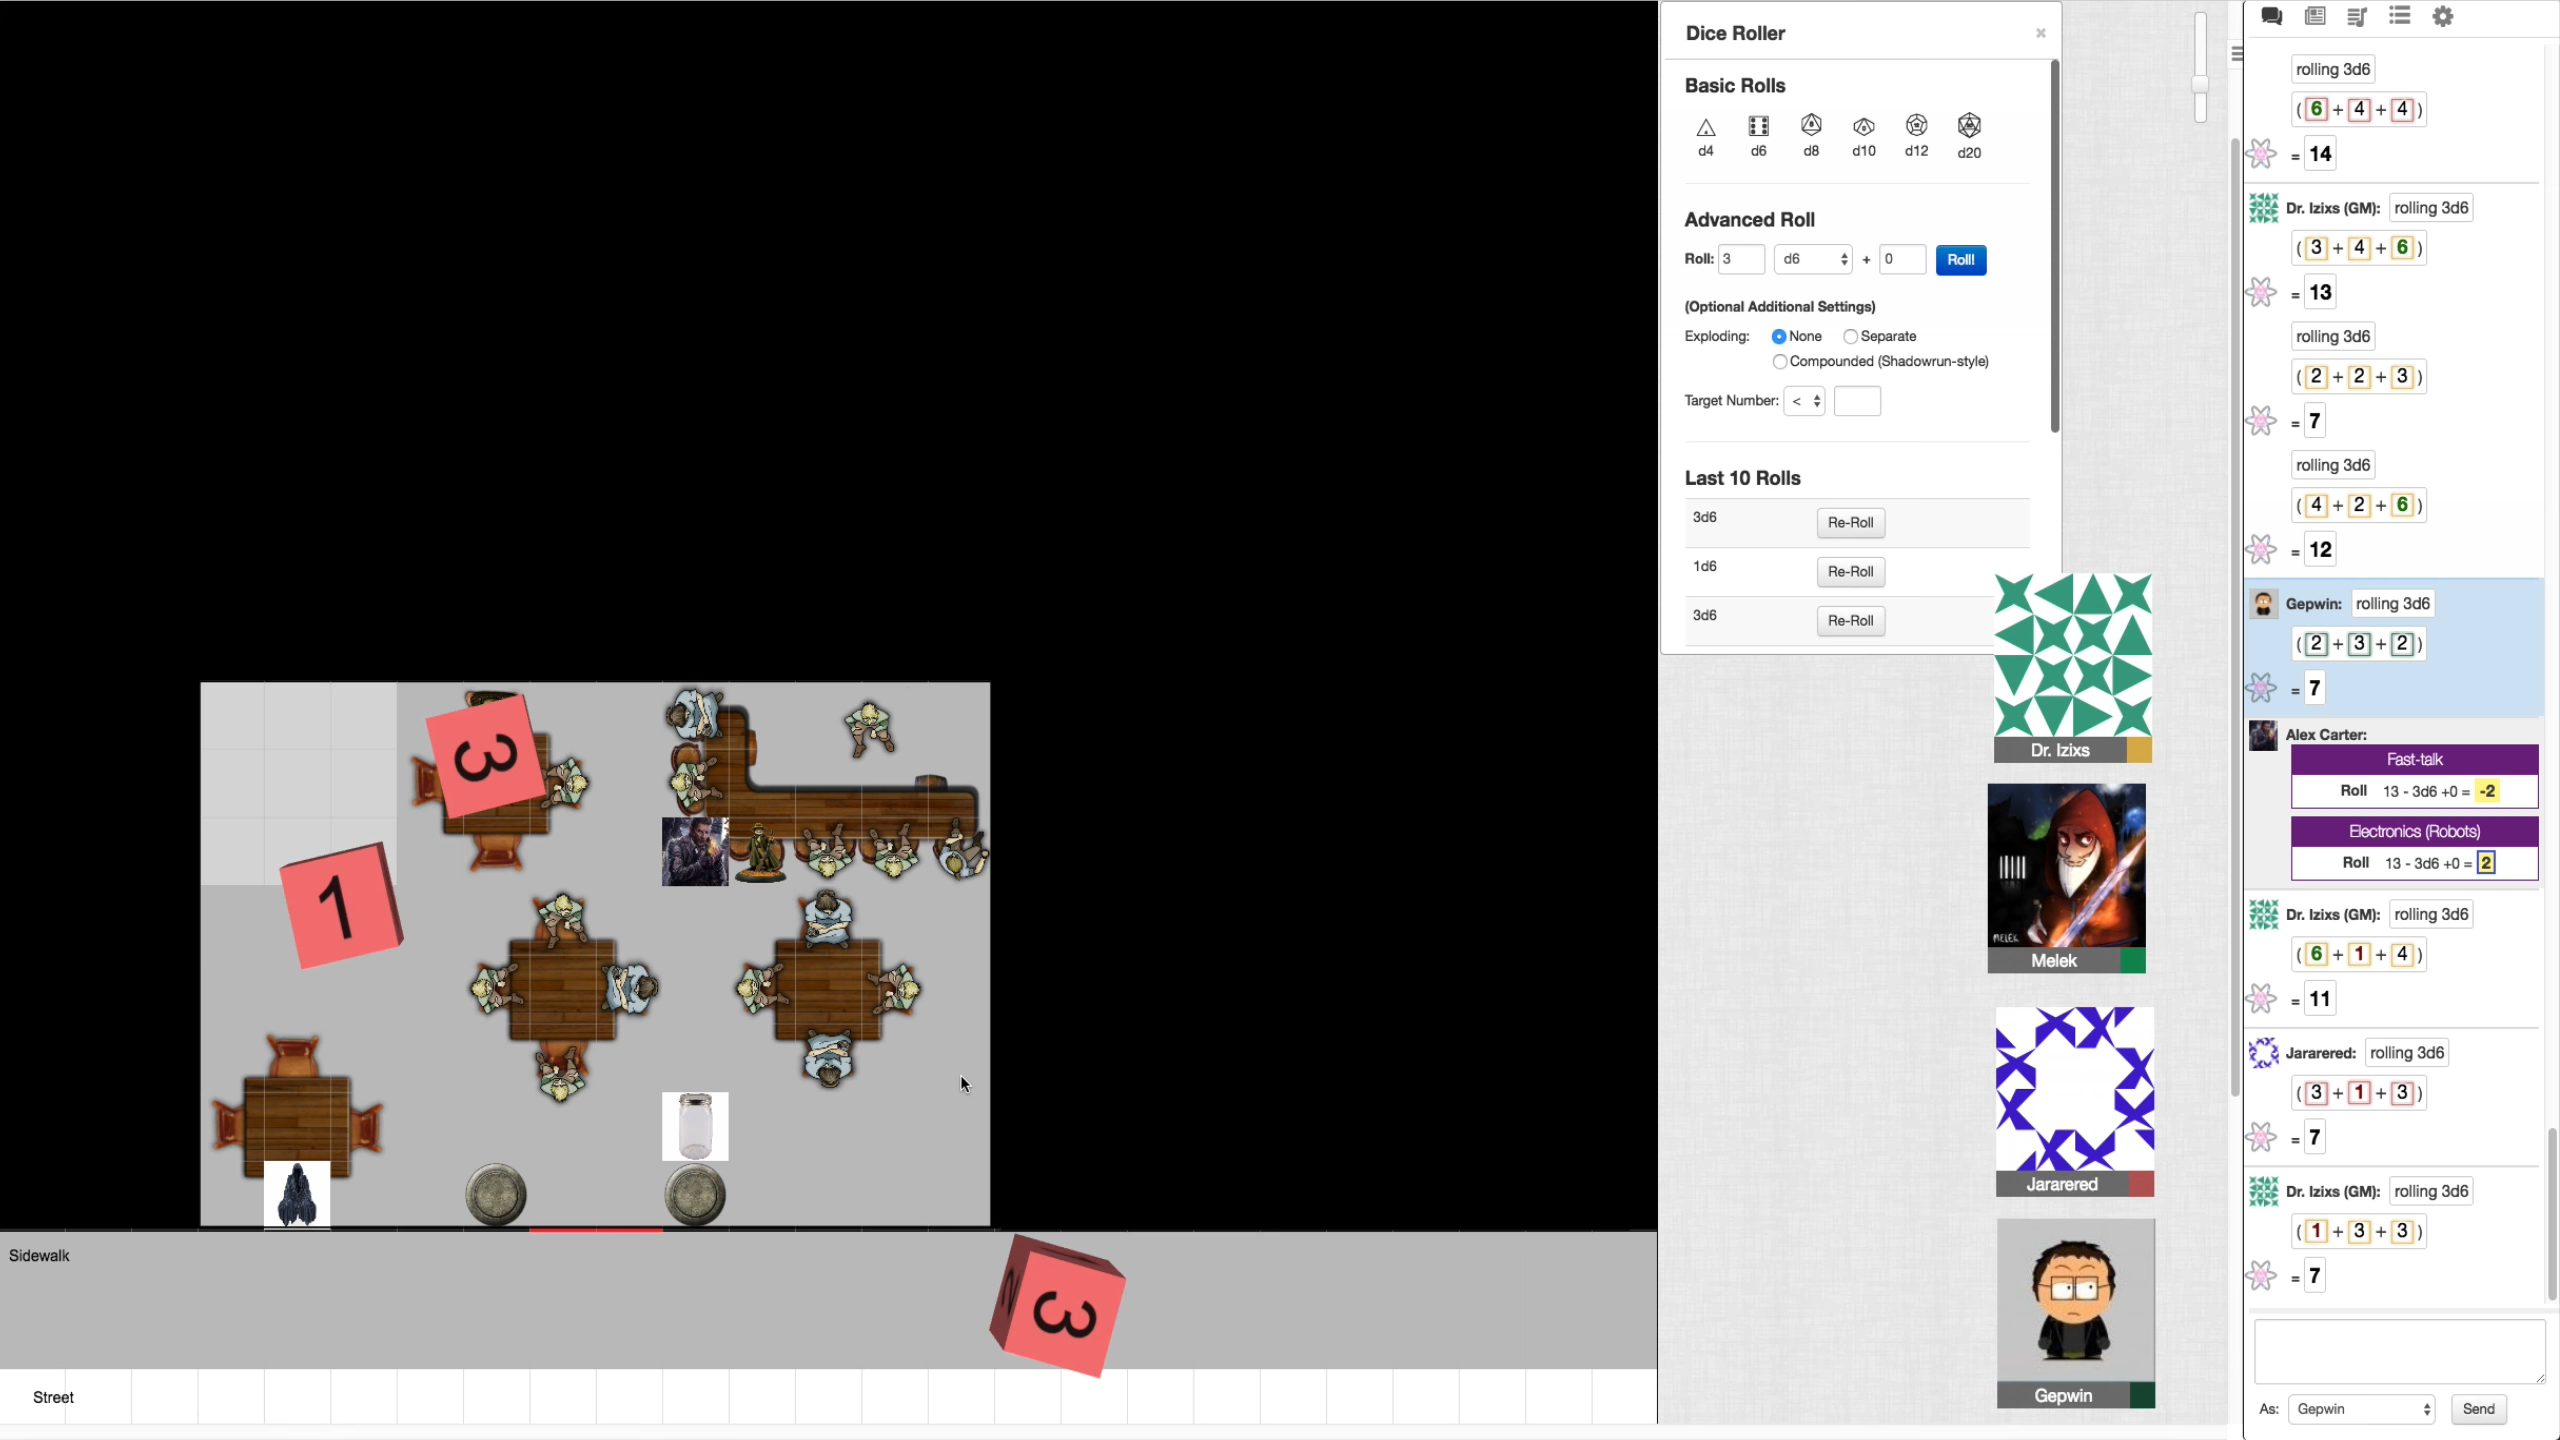 3
1
3
Sidewalk
Street
Dice Roller
×
Basic Rolls
d4 d6 d8 d10 d12 d20
Advanced Roll
Roll: 3 d6 + 0 Roll!
(Optional Additional Settings)
Exploding: None Separate
Compounded (Shadowrun-style)
Target Number: <
Last 10 Rolls
3d6 Re-Roll
1d6 Re-Roll
3d6 Re-Roll
Dr. Izixs
MELEK
Melek
Jararered
Gepwin
rolling 3d6
(6+4+4)
= 14
Dr. Izixs (GM): rolling 3d6
(3+4+6)
= 13
rolling 3d6
(2+2+3)
= 7
rolling 3d6
(4+2+6)
= 12
Gepwin: rolling 3d6
(2+3+2)
= 7
Alex Carter:
Fast-talk
Roll 13 - 3d6 +0 = -2
Electronics (Robots)
Roll 13 - 3d6 +0 = 2
Dr. Izixs (GM): rolling 3d6
(6+1+4)
= 11
Jararered: rolling 3d6
(3+1+3)
= 7
Dr. Izixs (GM): rolling 3d6
(1+3+3)
= 7
As: Gepwin Send